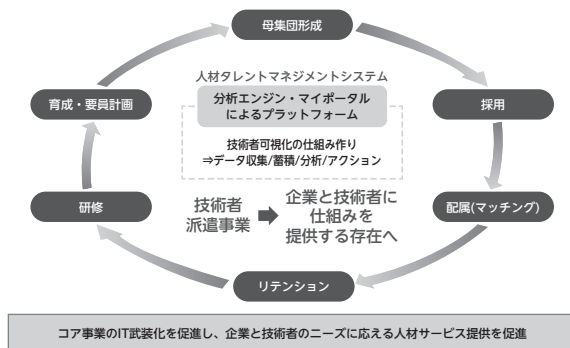 母集団形成
人材タレントマネジメントシステム
育成・要員計画
分析エンジン・マイポータル
によるプラットフォーム
採用
技術者可視化の仕組み作り
⇒データ収集/蓄積/分析/アクション
研修
技術者
派遣事業
企業と技術者に
仕組みを
提供する存在へ
配属(マッチング)
リテンション
コア事業のIT武装化を促進し、企業と技術者のニーズに応える人材サービス提供を促進